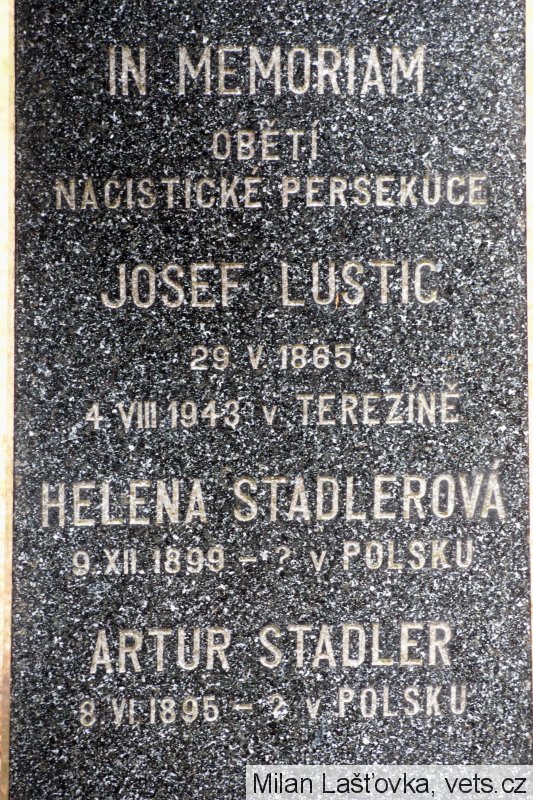 IN MEMORIAM
OBĚTÍ
NACISTICKÉ PERSEKUCE
JOSEF LUSTIG
29 V 1865
4 VIII 1943 V TEREZÍNĚ
HELENA STADLEROVÁ
9. XII. 1899 – ? V POLSKU
ARTUR STADLER
8 VI 1895 – ? V POLSKU
Milan Lašťovka, vets.cz